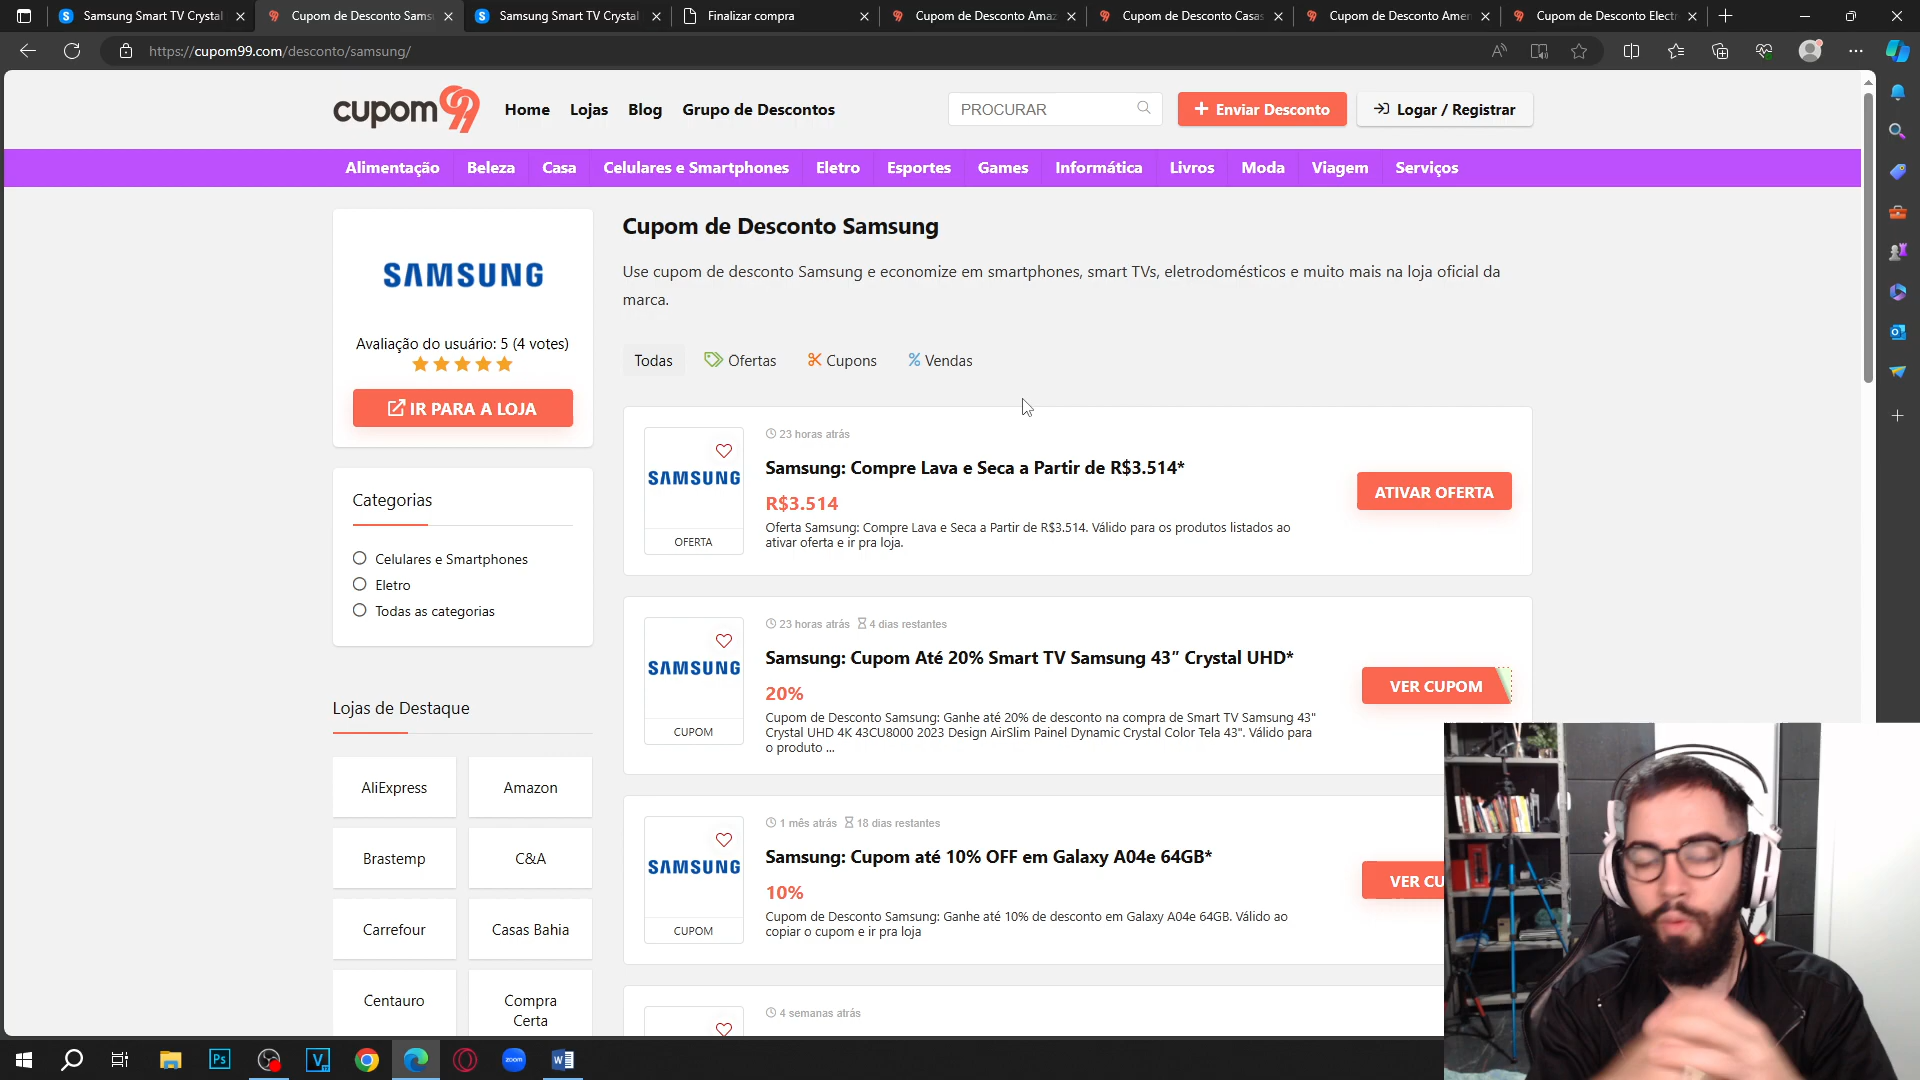 Samsung Smart TV Crystal
Cupom de Desconto Sams
Samsung Smart TV Crystal
Finalizar compra
Cupom de Desconto Amaz
Cupom de Desconto Casas
Cupom de Desconto Amer
Cupom de Desconto Elect
https://cupom99.com/desconto/samsung/
cupom99
Home
Lojas
Blog
Grupo de Descontos
PROCURAR
Enviar Desconto
Logar / Registrar
Alimentação
Beleza
Casa
Celulares e Smartphones
Eletro
Esportes
Games
Informática
Livros
Moda
Viagem
Serviços
SAMSUNG
Avaliação do usuário: 5 (4 votes)
IR PARA A LOJA
Categorias
Celulares e Smartphones
Eletro
Todas as categorias
Lojas de Destaque
AliExpress
Amazon
Brastemp
C&A
Carrefour
Casas Bahia
Centauro
Compra
Certa
Cupom de Desconto Samsung
Use cupom de desconto Samsung e economize em smartphones, smart TVs, eletrodomésticos e muito mais na loja oficial da
marca.
Todas
Ofertas
Cupons
% Vendas
SAMSUNG
OFERTA
23 horas atrás
Samsung: Compre Lava e Seca a Partir de R$3.514*
R$3.514
Oferta Samsung: Compre Lava e Seca a Partir de R$3.514. Válido para os produtos listados ao
ativar oferta e ir pra loja.
ATIVAR OFERTA
SAMSUNG
CUPOM
23 horas atrás
4 dias restantes
Samsung: Cupom Até 20% Smart TV Samsung 43″ Crystal UHD*
20%
Cupom de Desconto Samsung: Ganhe até 20% de desconto na compra de Smart TV Samsung 43"
Crystal UHD 4K 43CU8000 2023 Design AirSlim Painel Dynamic Crystal Color Tela 43". Válido para
o produto ...
VER CUPOM
SAMSUNG
CUPOM
1 mês atrás
18 dias restantes
Samsung: Cupom até 10% OFF em Galaxy A04e 64GB*
10%
Cupom de Desconto Samsung: Ganhe até 10% de desconto em Galaxy A04e 64GB. Válido ao
copiar o cupom e ir pra loja
VER CU
4 semanas atrás
Ps
V
zoom
W